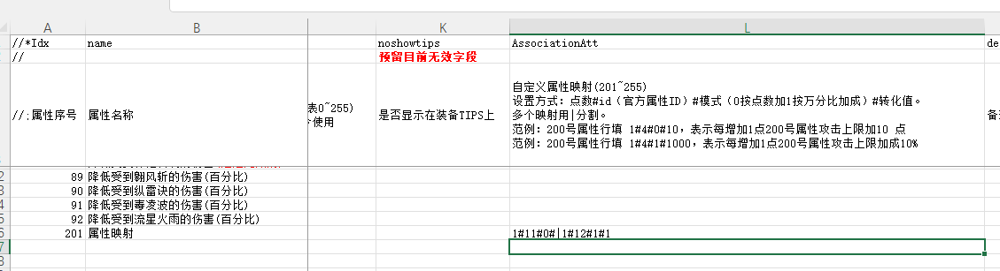 A B K L
//*Idx name noshowtips AssociationAtt de
// 预留目前无效字段
自定义属性映射(201~255)
表0~255) 设置方式: 点数#id（官方属性ID）#模式（0按点数加1按万分比加成）#转化值。
//;属性序号 属性名称 使用 是否显示在装备TIPS上 多个映射用|分割。
范例: 200号属性行填 1#4#0#10，表示每增加1点200号属性攻击上限加10 点
范例: 200号属性行填 1#4#1#1000，表示每增加1点200号属性攻击上限加成10%
89 降低受到翱风斩的伤害(百分比)
90 降低受到纵雷诀的伤害(百分比)
91 降低受到毒凌波的伤害(百分比)
92 降低受到流星火雨的伤害(百分比)
201 属性映射 1#11#0#|1#12#1#1